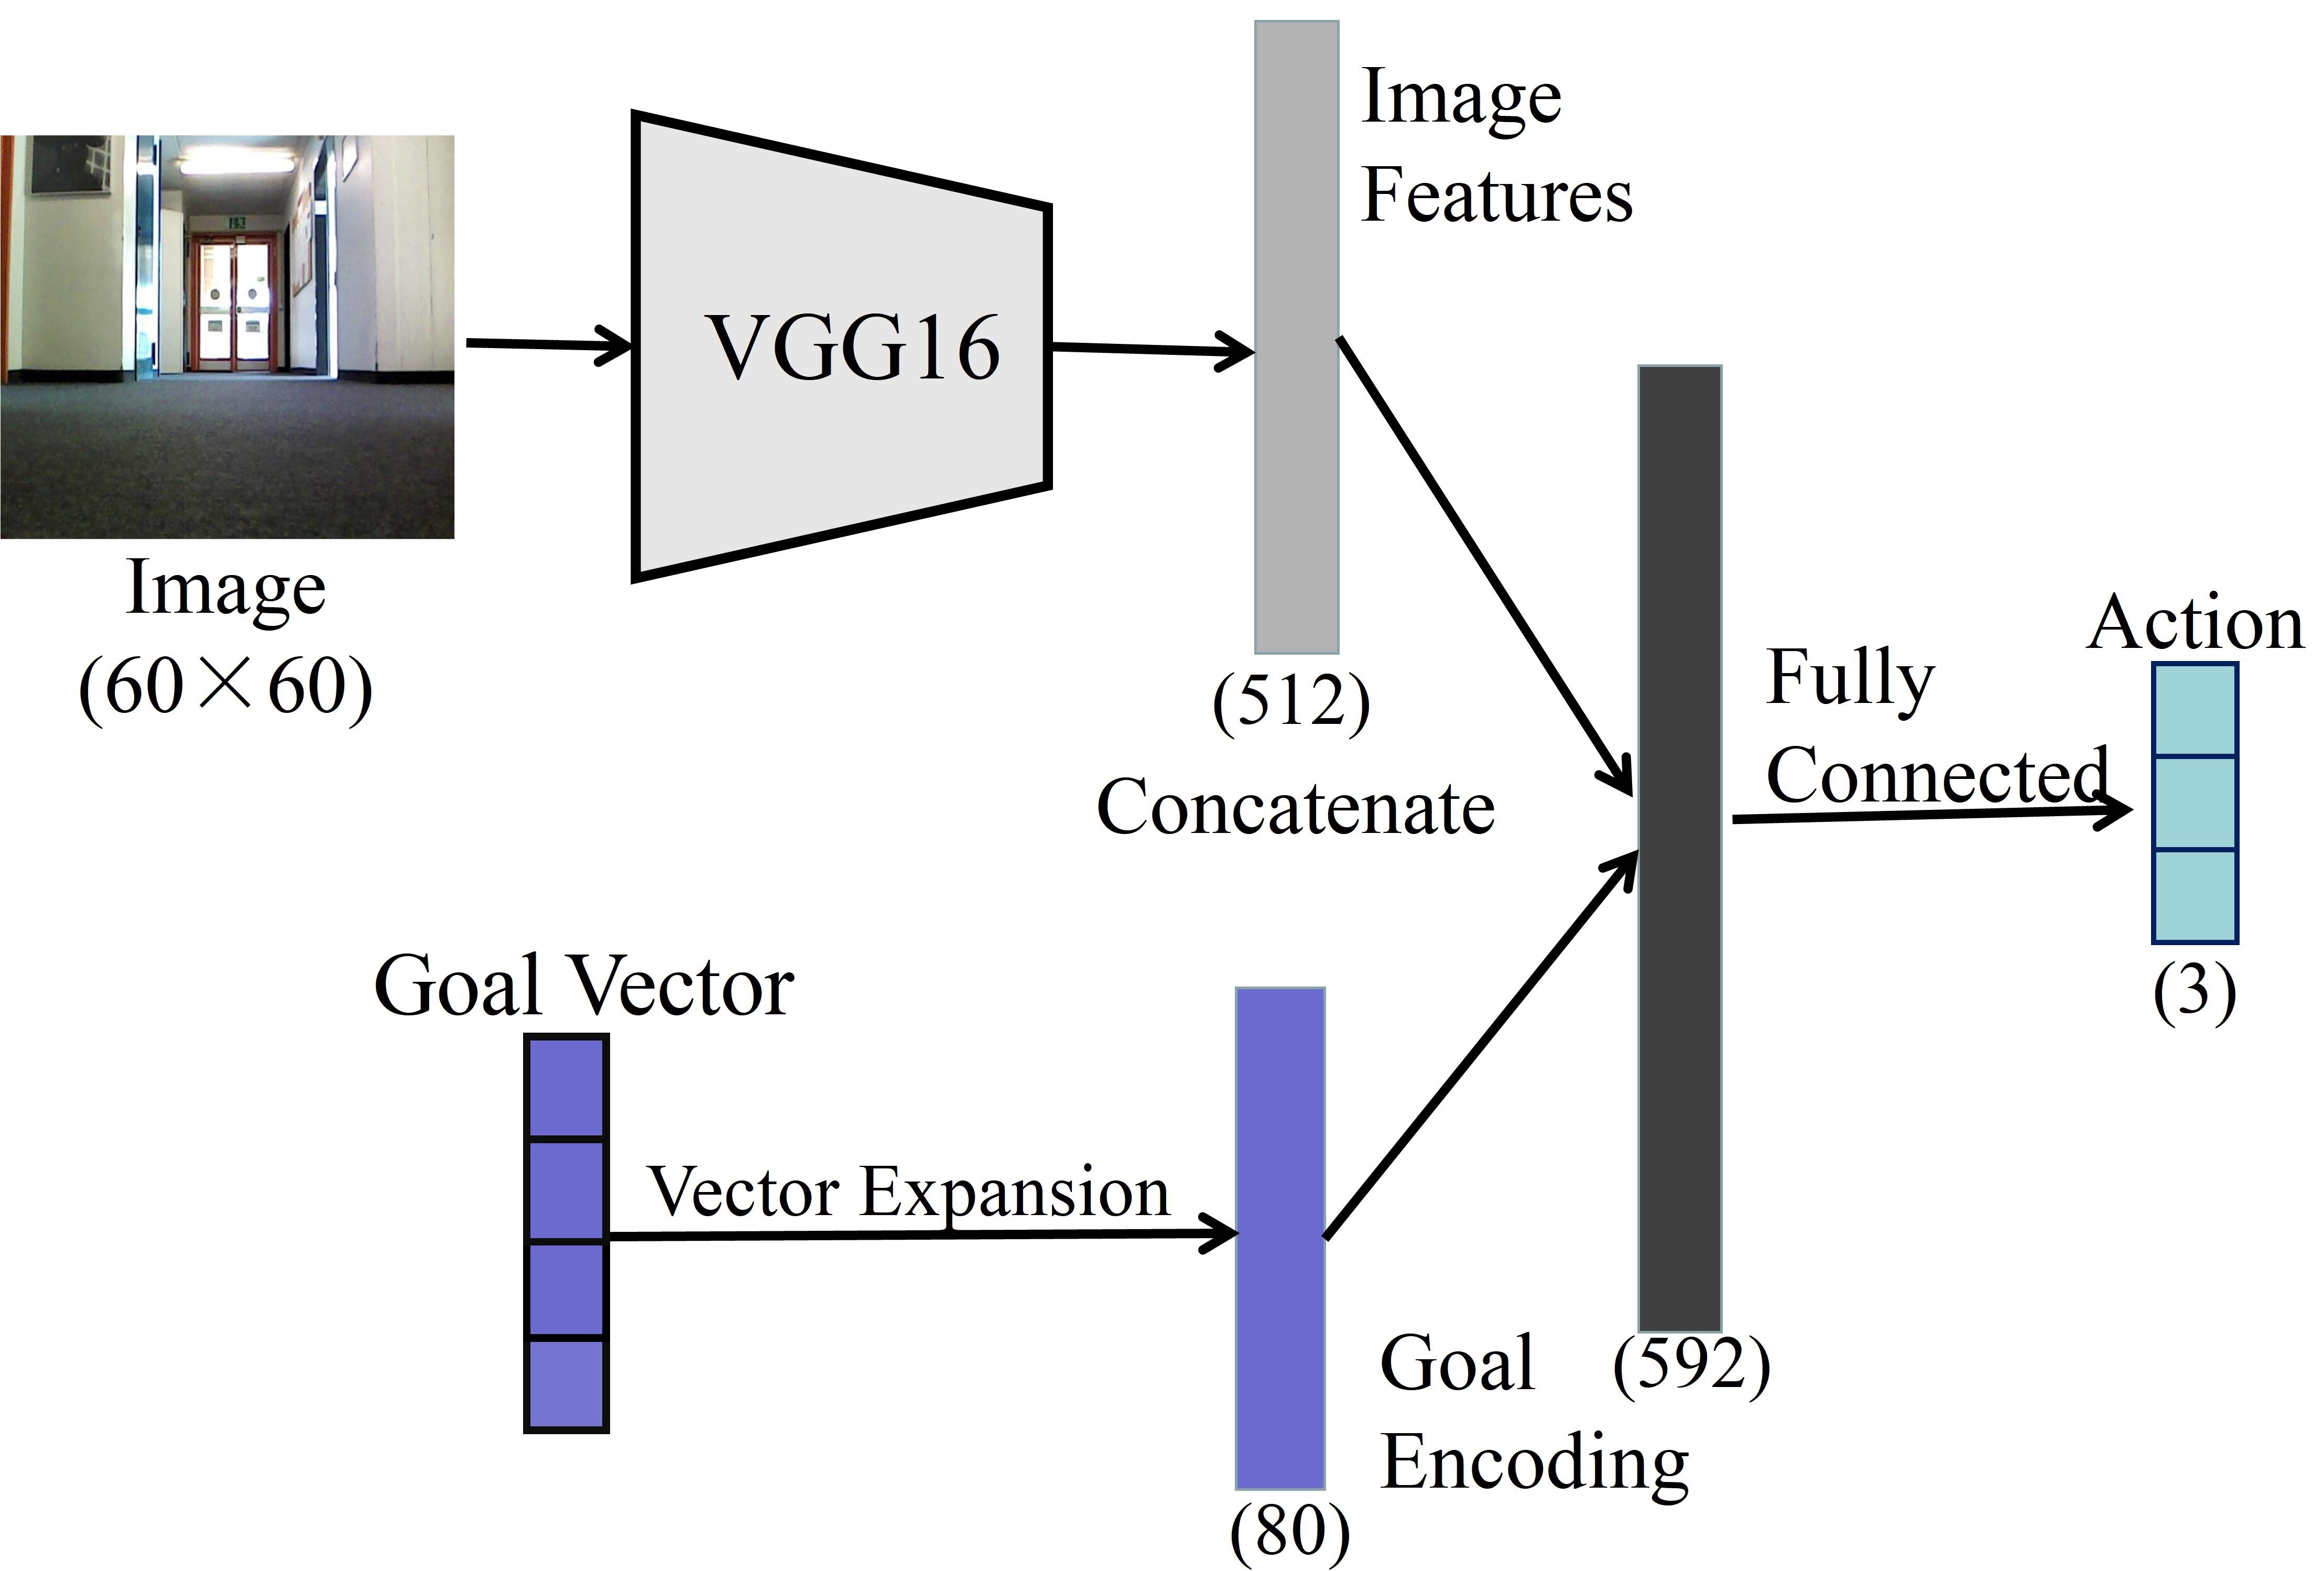 Image
Features
VGG16
Image
(60×60)
(512)
Concatenate
Fully
Connected
Action
(3)
Goal Vector
Vector Expansion
Goal
Encoding
(592)
(80)